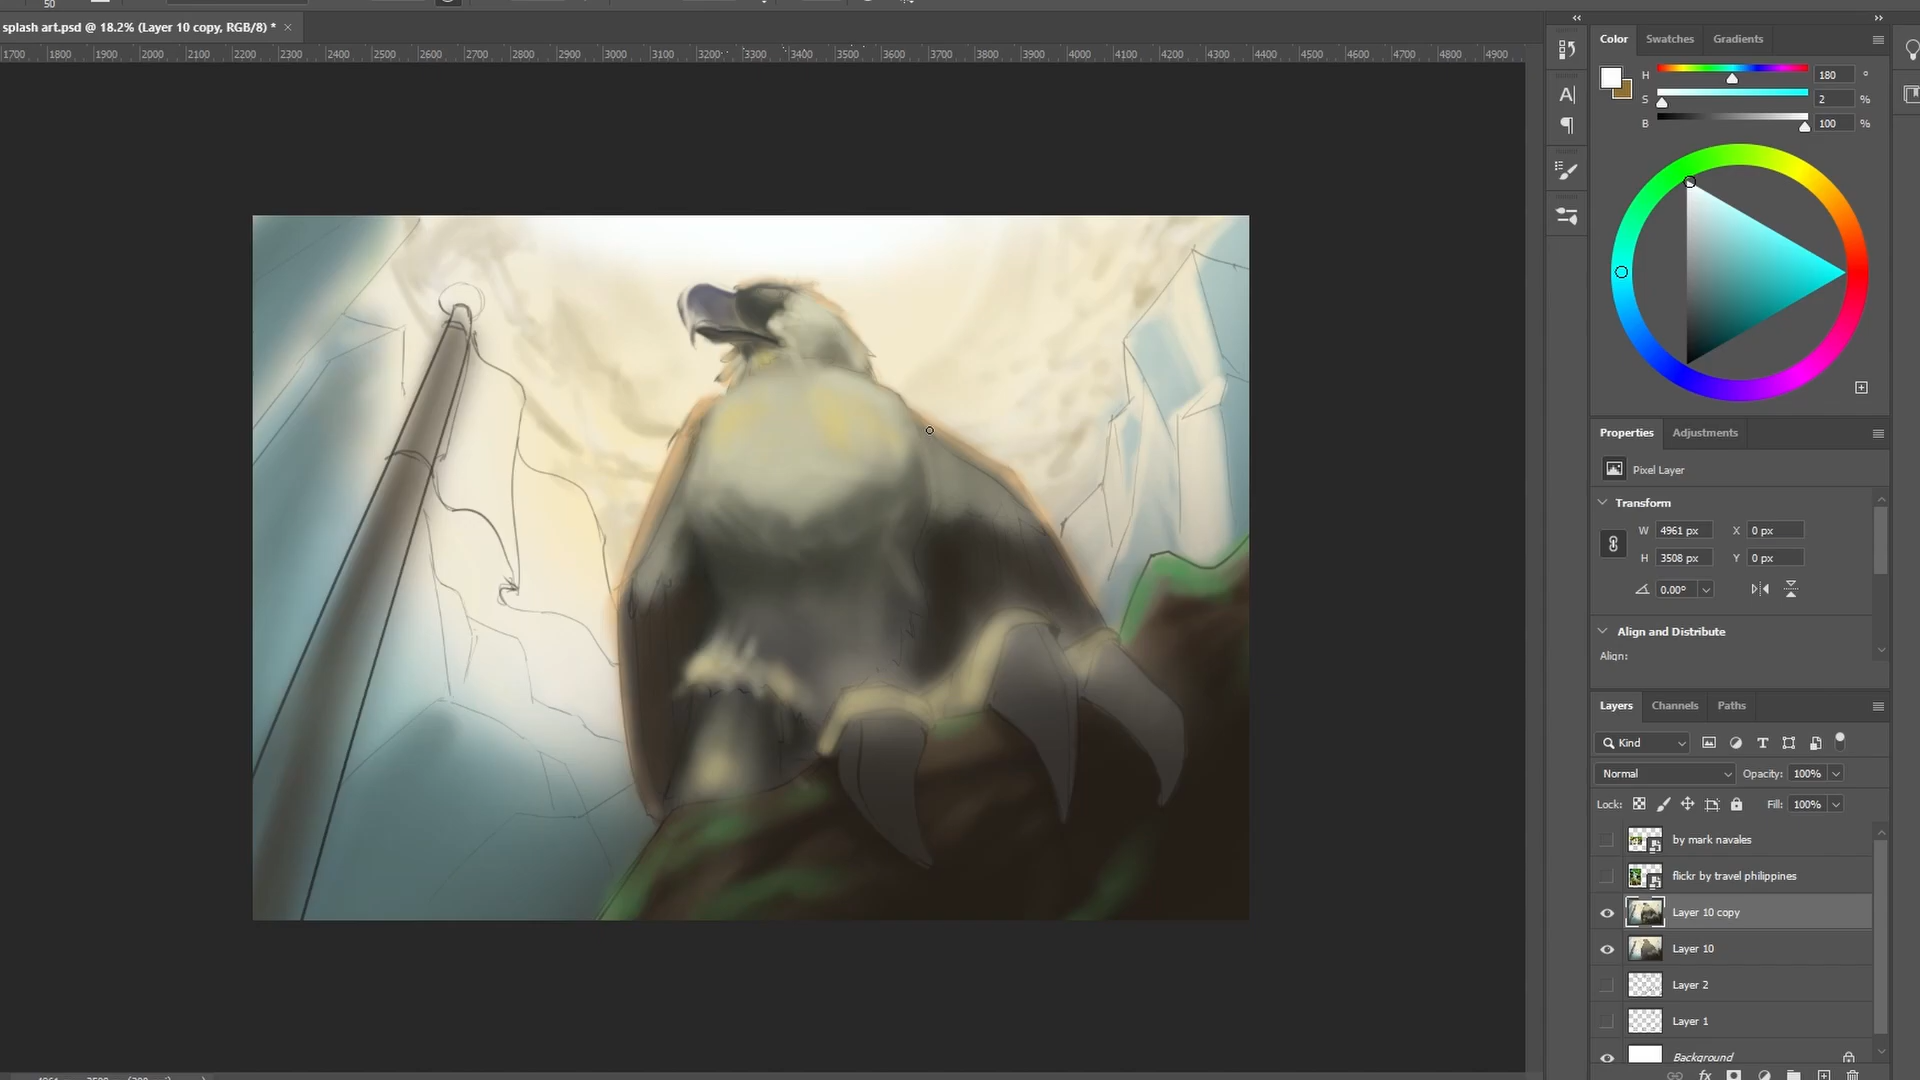 50
splash art.psd @ 18.2% (Layer 10 copy, RGB/8) * ×
1700 1800 1900 2000 2100 2200 2300 2400 2500 2600 2700 2800 2900 3000 3100 3200 3300 3400 3500 3600 3700 3800 3900 4000 4100 4200 4300 4400 4500 4600 4700 4800 4900
Color Swatches Gradients
H 180 °
S 2 %
B 100 %
Properties Adjustments
Pixel Layer
Transform
W 4961 px X 0 px
H 3508 px Y 0 px
0.00°
Align and Distribute
Align:
Layers Channels Paths
Kind
Normal Opacity: 100%
Lock: Fill: 100%
by mark navales
flickr by travel philippines
Layer 10 copy
Layer 10
Layer 2
Layer 1
Background
fx